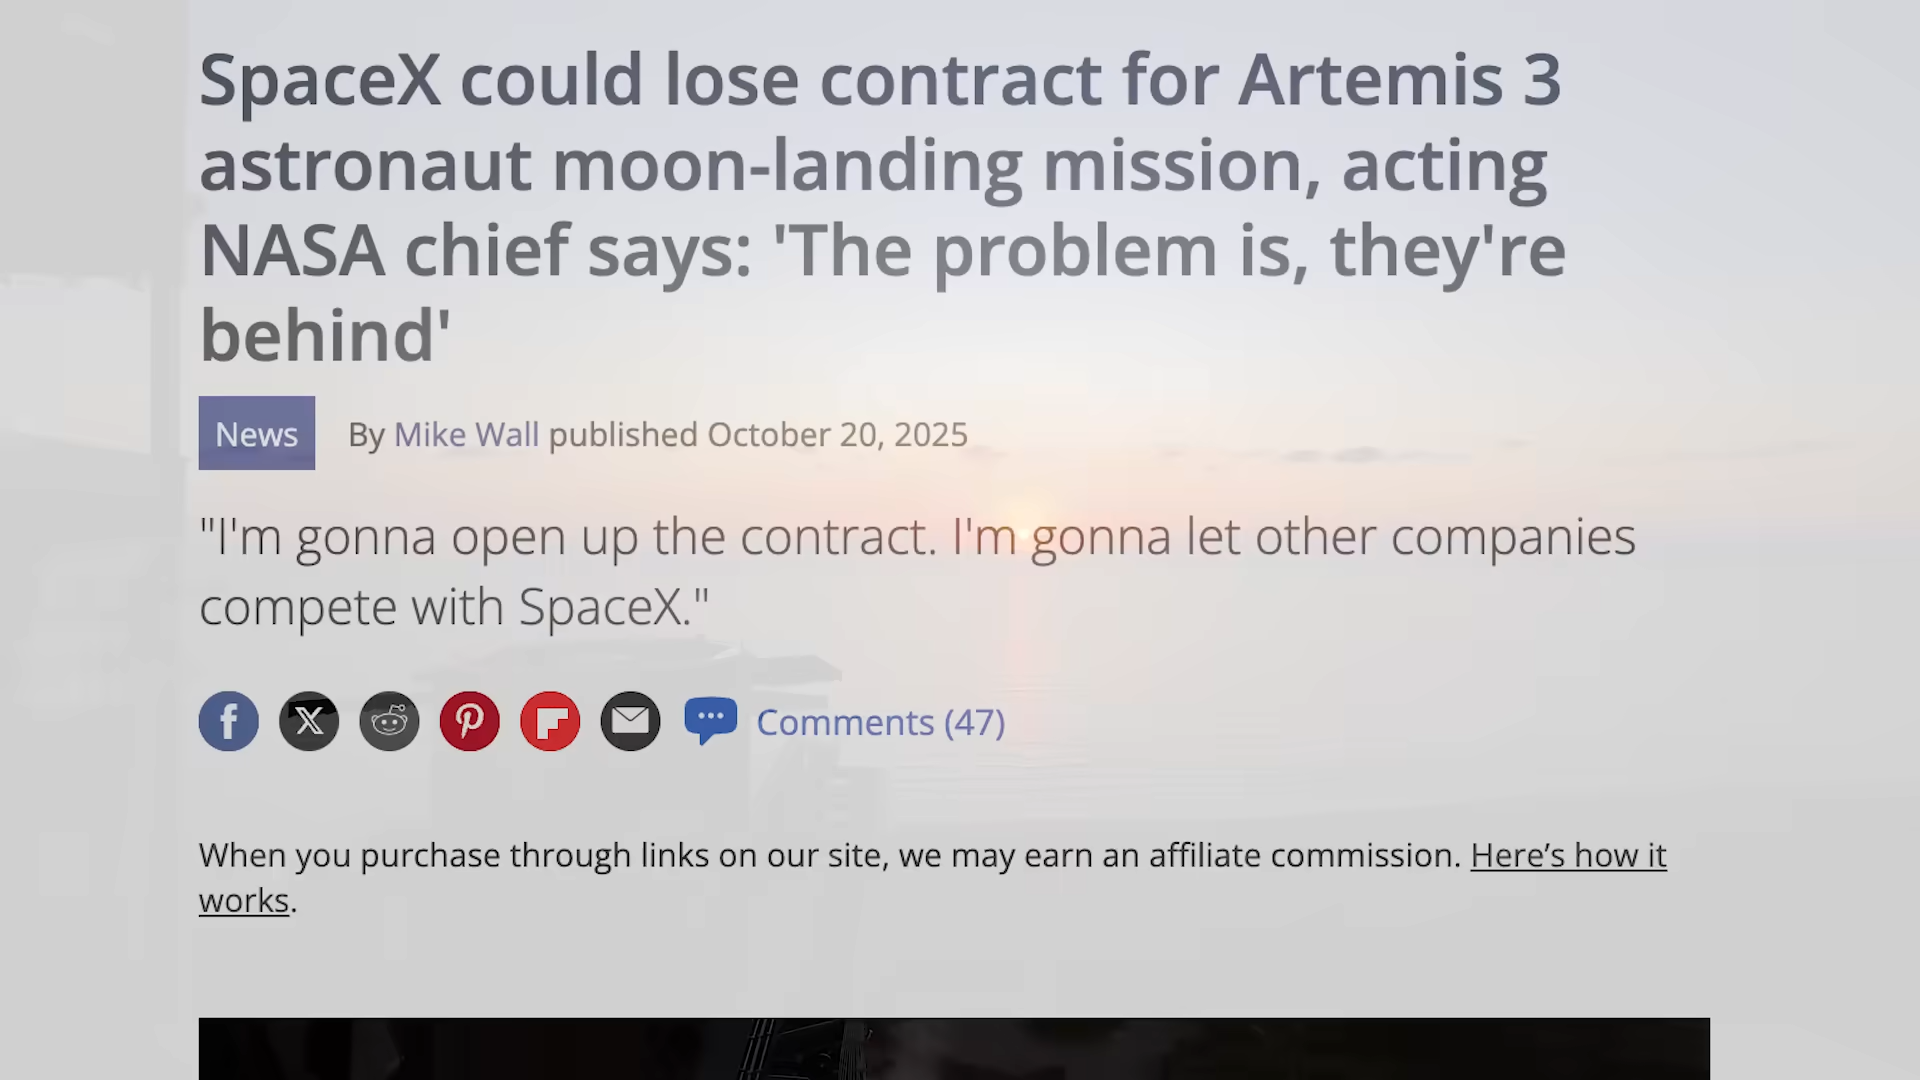 SpaceX could lose contract for Artemis 3
astronaut moon-landing mission, acting
NASA chief says: 'The problem is, they're
behind'
News By Mike Wall published October 20, 2025
"I'm gonna open up the contract. I'm gonna let other companies
compete with SpaceX."
Comments (47)
When you purchase through links on our site, we may earn an affiliate commission. Here’s how it
works.